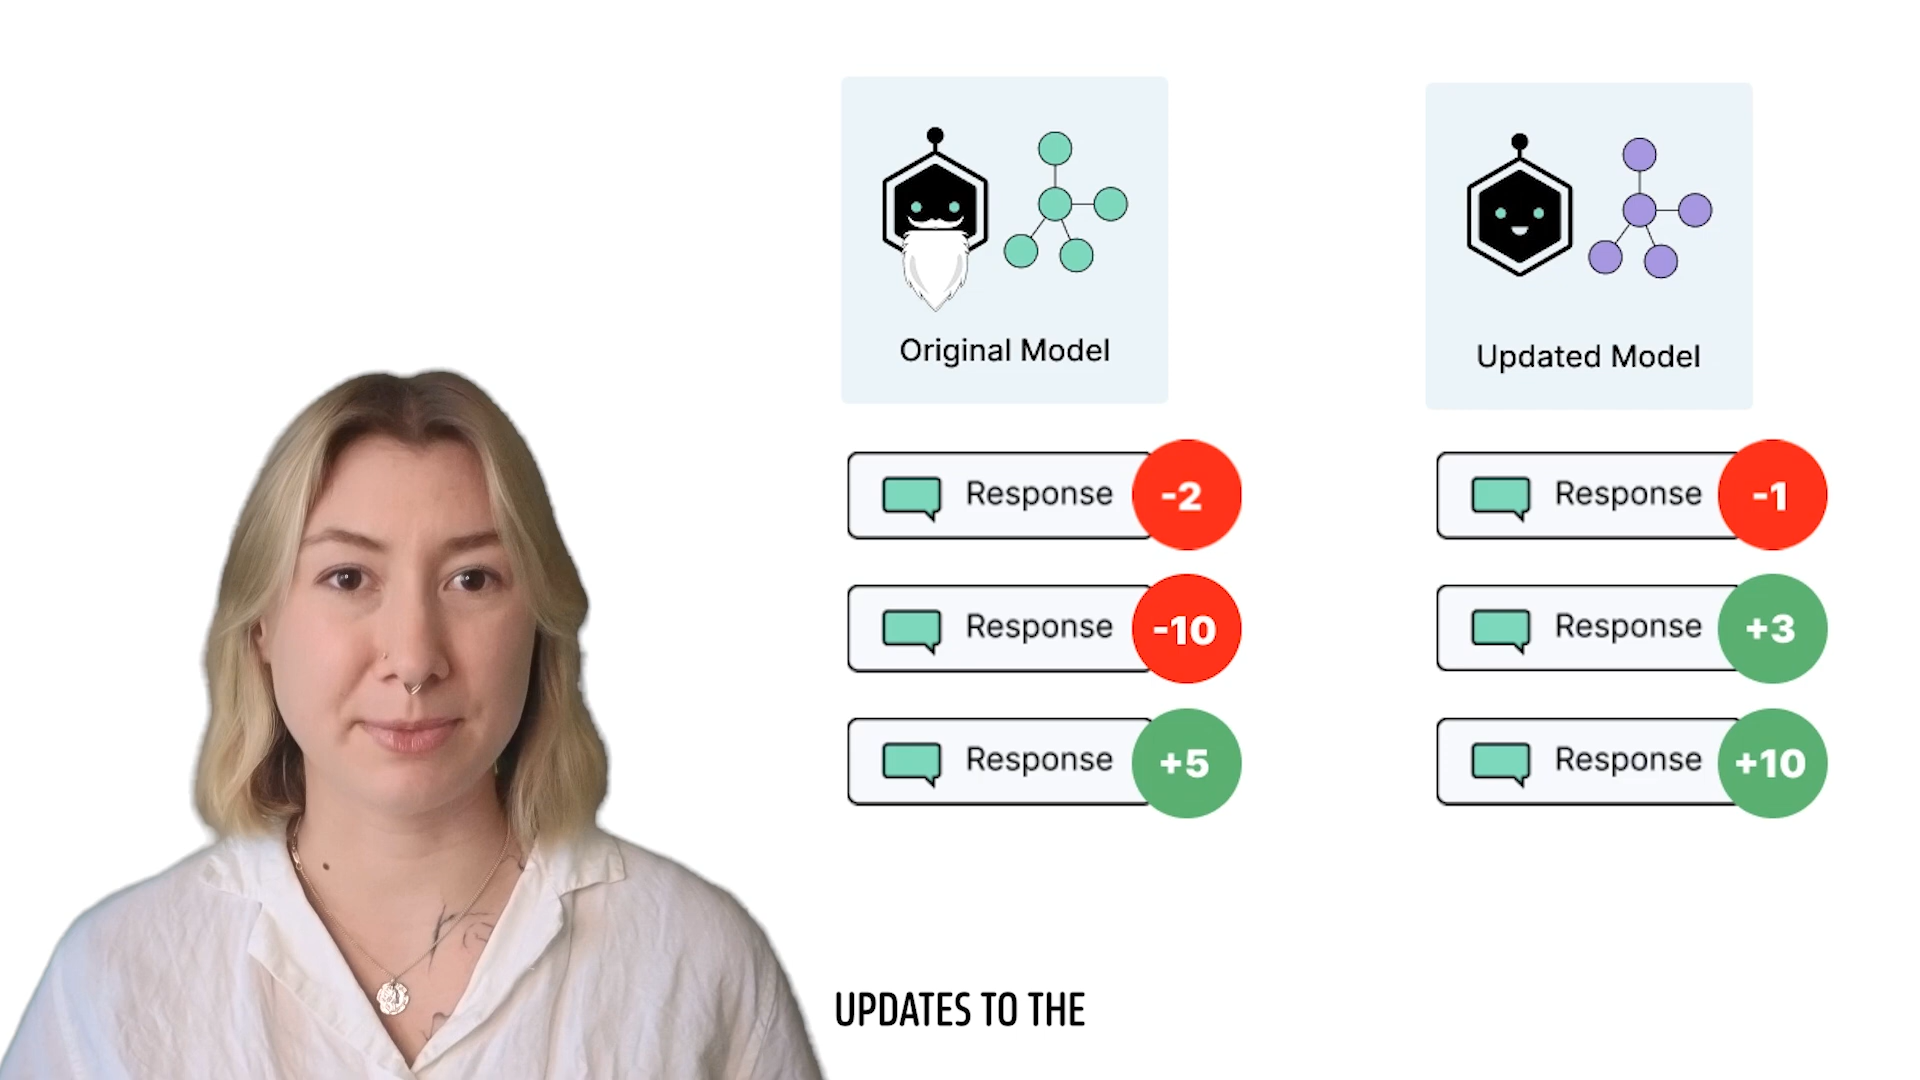 Original Model
Updated Model
Response -2
Response -1
Response -10
Response +3
Response +5
Response +10
UPDATES TO THE